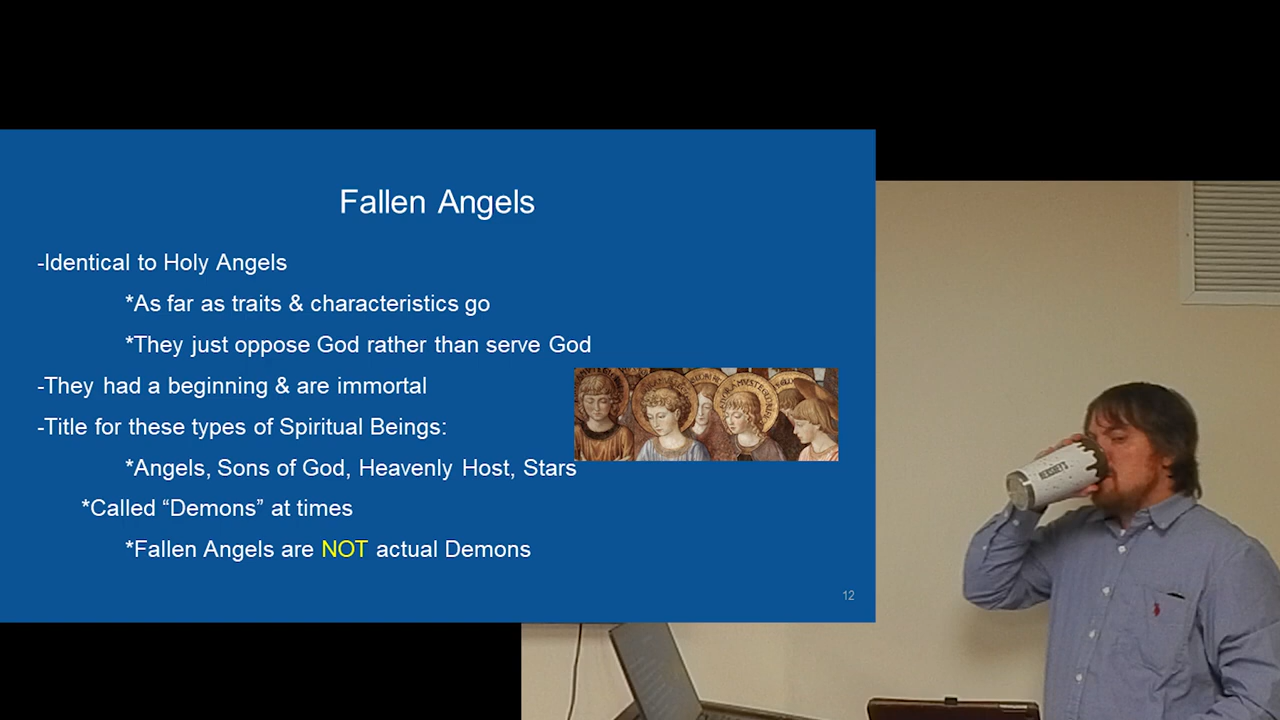 Fallen Angels
-Identical to Holy Angels
*As far as traits & characteristics go
*They just oppose God rather than serve God
-They had a beginning & are immortal
-Title for these types of Spiritual Beings:
*Angels, Sons of God, Heavenly Host, Stars
*Called “Demons” at times
*Fallen Angels are NOT actual Demons
12
HERSHEY'S